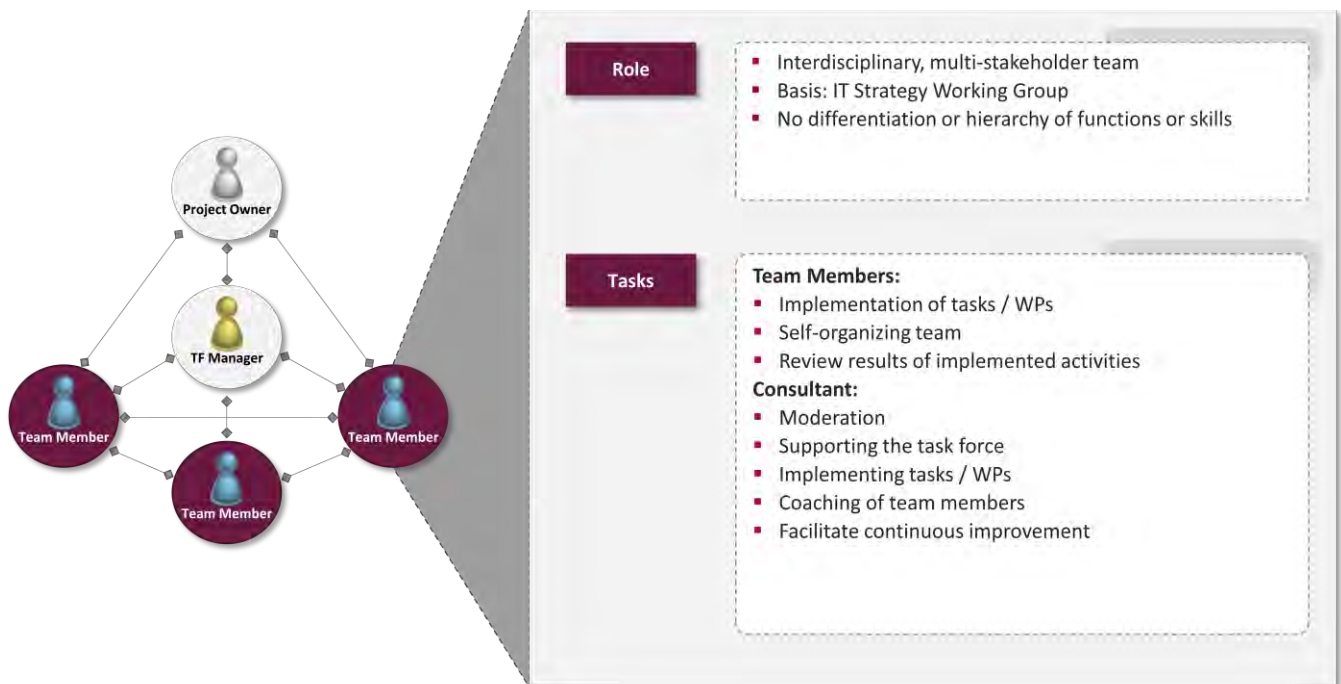 Project Owner
TF Manager
Team Member
Team Member
Team Member
Role
Interdisciplinary, multi-stakeholder team
Basis: IT Strategy Working Group
No differentiation or hierarchy of functions or skills
Tasks
Team Members:
Implementation of tasks / WPs
Self-organizing team
Review results of implemented activities
Consultant:
Moderation
Supporting the task force
Implementing tasks / WPs
Coaching of team members
Facilitate continuous improvement